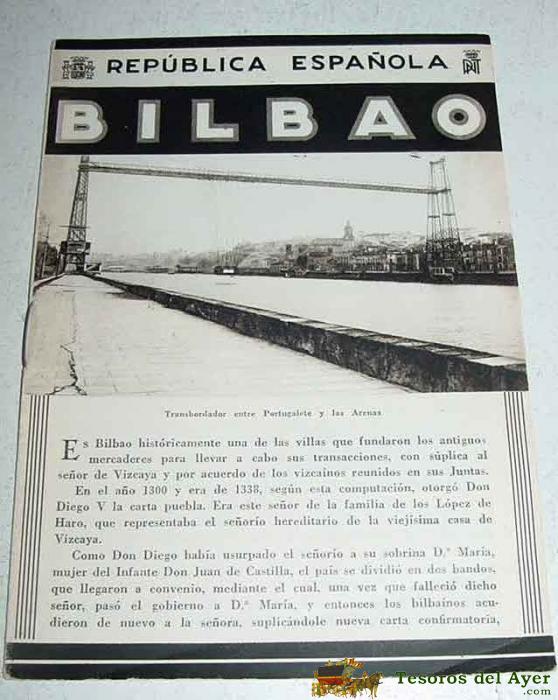 REPÚBLICA ESPAÑOLA
BILBAO
Transbordador entre Portugalete y las Arenas
Es Bilbao históricamente una de las villas que fundaron los antiguos
mercaderes para llevar a cabo sus transacciones, con súplica al
señor de Vizcaya y por acuerdo de los vizcaínos reunidos en sus Juntas.
En el año 1300 y era de 1338, según esta computación, otorgó Don
Diego V la carta puebla. Era este señor de la familia de los López de
Haro, que representaba el señorío hereditario de la viejísima casa de
Vizcaya.
Como Don Diego había usurpado el señorío a su sobrina D.ª María,
mujer del Infante Don Juan de Castilla, el país se dividió en dos bandos,
que llegaron a convenio, mediante el cual, una vez que falleció dicho
señor, pasó el gobierno a D.ª María, y entonces los bilbaínos acu-
dieron de nuevo a la señora, suplicándole nueva carta confirmatoria,
Tesoros del Ayer
.com